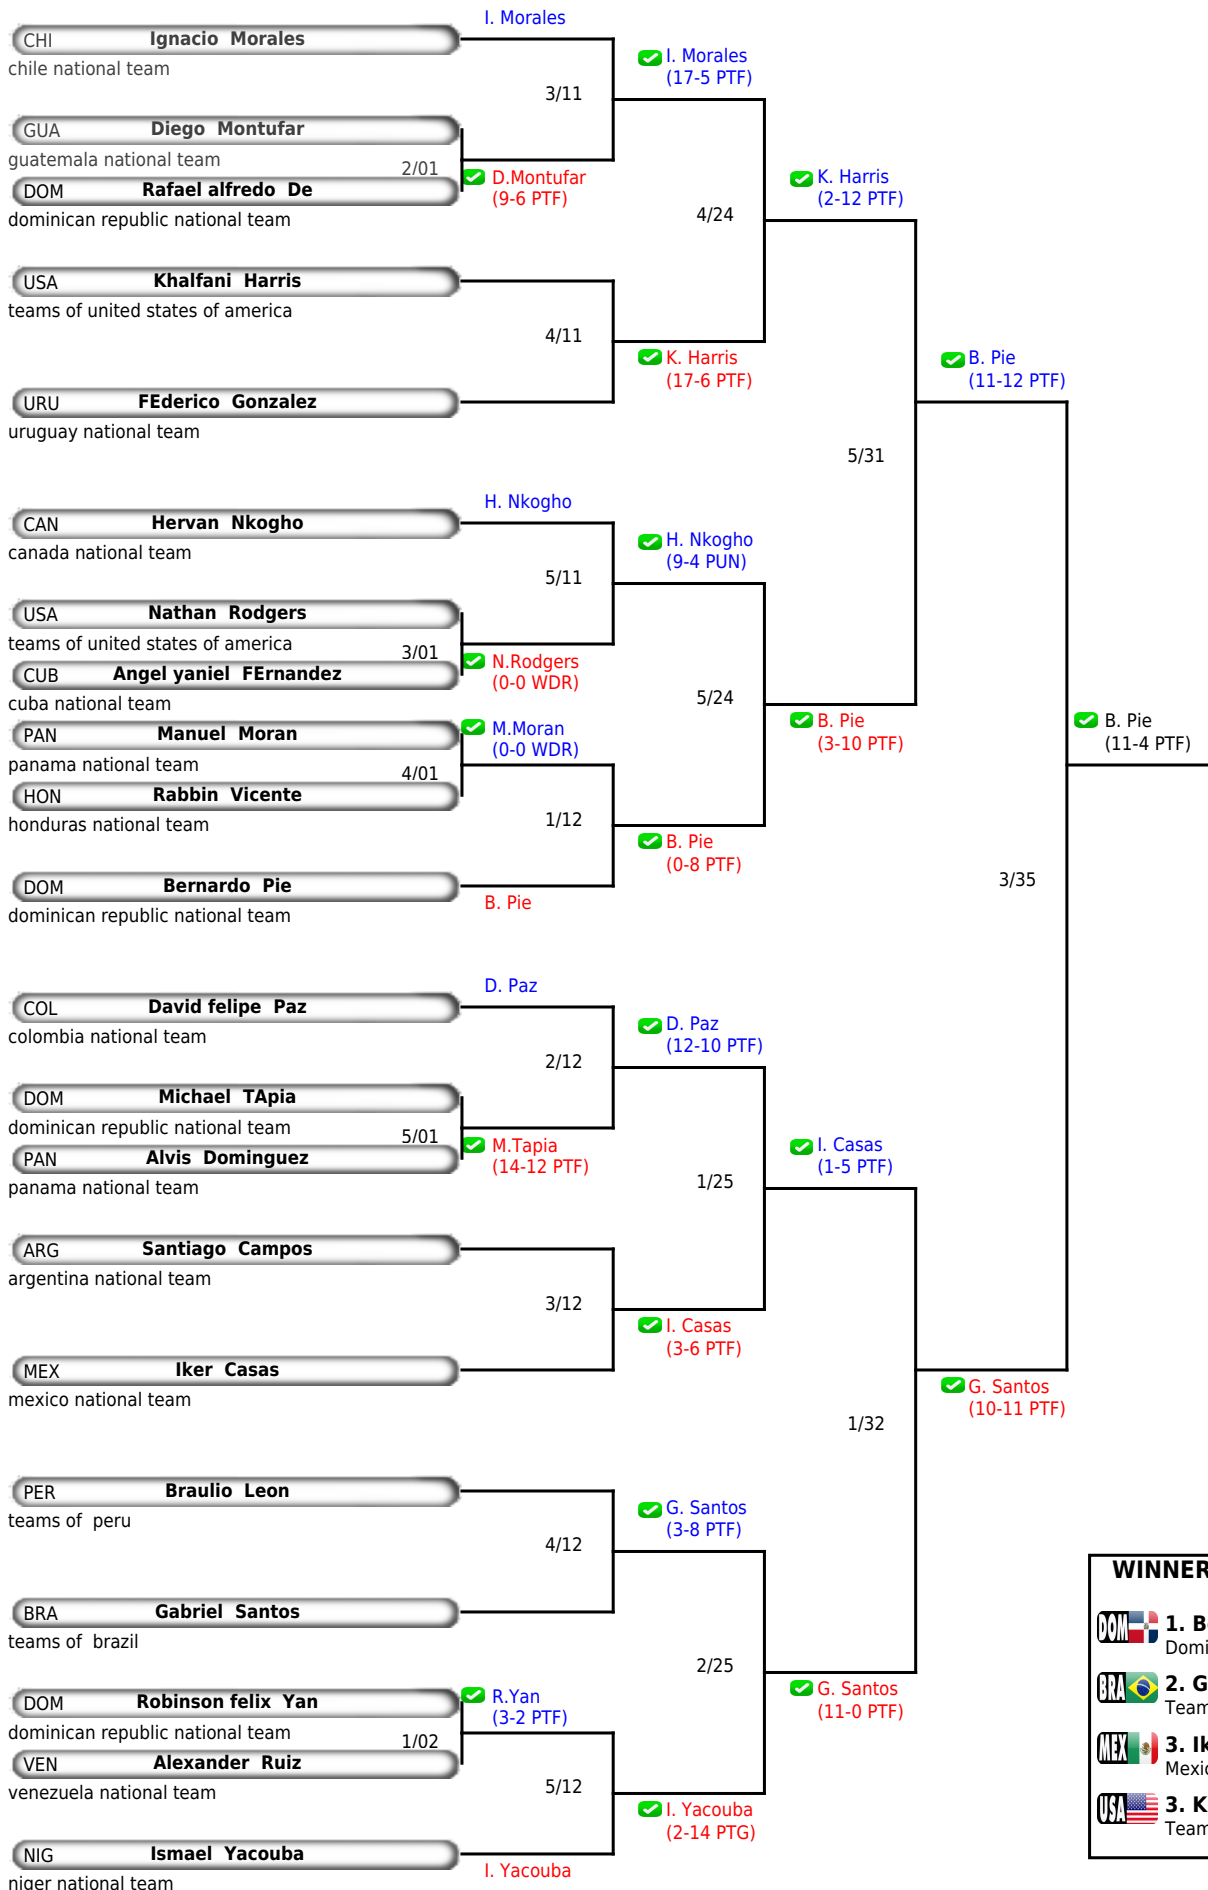 I. Morales
CHI Ignacio Morales
chile national team
I. Morales
(17-5 PTF)
3/11
GUA Diego Montufar
guatemala national team
2/01
D.Montufar
(9-6 PTF)
DOM Rafael alfredo De
dominican republic national team
K. Harris
(2-12 PTF)
4/24
USA Khalfani Harris
teams of united states of america
4/11
K. Harris
(17-6 PTF)
B. Pie
(11-12 PTF)
URU FEderico Gonzalez
uruguay national team
5/31
H. Nkogho
CAN Hervan Nkogho
canada national team
H. Nkogho
(9-4 PUN)
5/11
USA Nathan Rodgers
teams of united states of america
3/01
N.Rodgers
(0-0 WDR)
CUB Angel yaniel FErnandez
cuba national team
5/24
PAN Manuel Moran
panama national team
M.Moran
(0-0 WDR)
B. Pie
(3-10 PTF)
B. Pie
(11-4 PTF)
4/01
HON Rabbin Vicente
honduras national team
1/12
B. Pie
(0-8 PTF)
DOM Bernardo Pie
dominican republic national team
B. Pie
3/35
D. Paz
COL David felipe Paz
colombia national team
D. Paz
(12-10 PTF)
2/12
DOM Michael TApia
dominican republic national team
5/01
M.Tapia
(14-12 PTF)
I. Casas
(1-5 PTF)
PAN Alvis Dominguez
panama national team
1/25
ARG Santiago Campos
argentina national team
3/12
I. Casas
(3-6 PTF)
MEX Iker Casas
mexico national team
G. Santos
(10-11 PTF)
1/32
PER Braulio Leon
teams of peru
G. Santos
(3-8 PTF)
4/12
BRA Gabriel Santos
teams of brazil
2/25
DOM Robinson felix Yan
dominican republic national team
R.Yan
(3-2 PTF)
G. Santos
(11-0 PTF)
1/02
VEN Alexander Ruiz
venezuela national team
5/12
I. Yacouba
(2-14 PTG)
NIG Ismael Yacouba
niger national team
I. Yacouba
WINNER
DOM 1. B
Domi
BRA 2. G
Team
MEX 3. Ik
Mexic
USA 3. K
Team